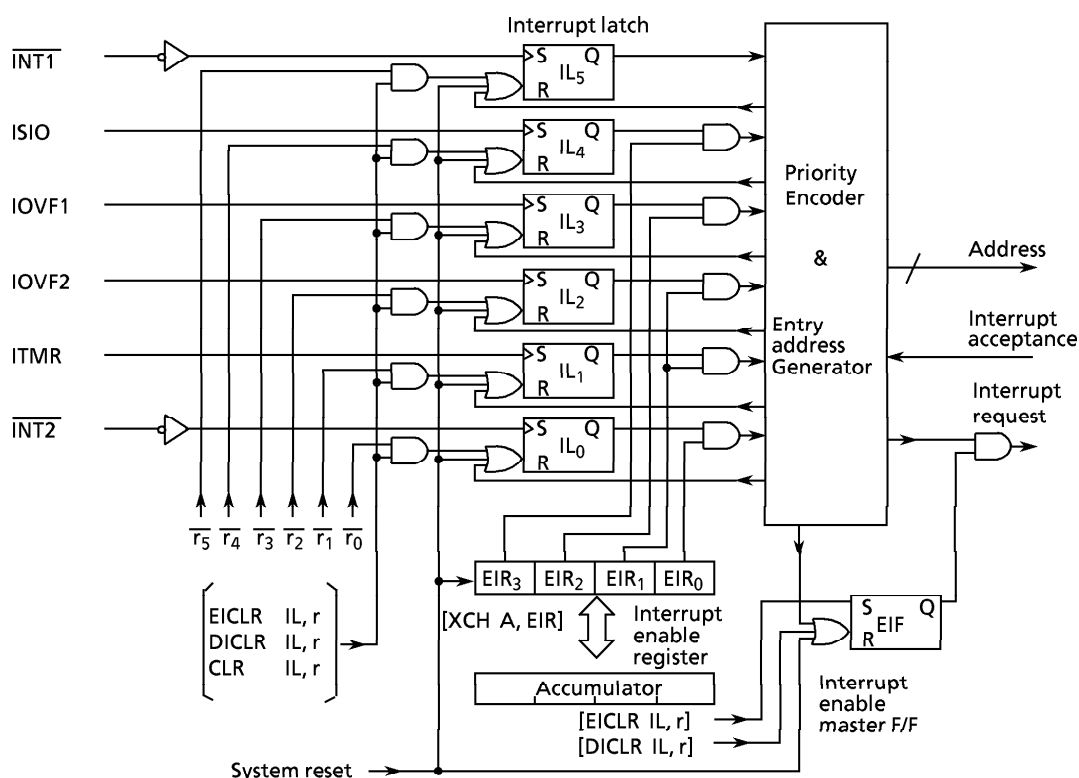 Interrupt latch
INT1
S Q
IL5
R
ISIO
S Q
IL4
R
Priority
Encoder
IOVF1
S Q
IL3
R
&
Address
IOVF2
S Q
IL2
R
Entry
address
Generator
Interrupt
acceptance
ITMR
S Q
IL1
R
Interrupt
request
INT2
S Q
IL0
R
r5 r4 r3 r2 r1 r0
EIR3 EIR2 EIR1 EIR0
EICLR IL, r
DICLR IL, r
CLR IL, r
[XCH A, EIR]
Interrupt
enable
register
S Q
EIF
R
Accumulator
Interrupt
enable
master F/F
[EICLR IL, r]
[DICLR IL, r]
System reset